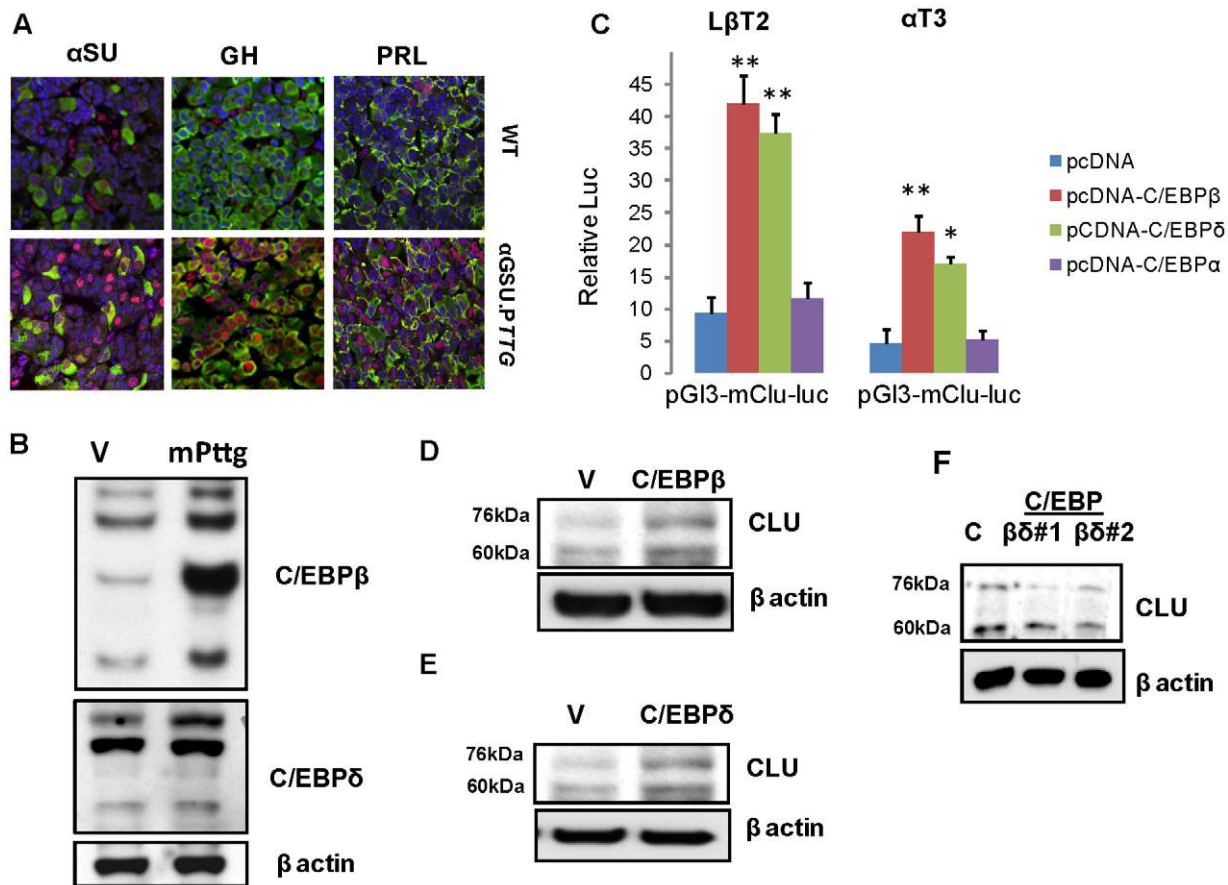 A
αSU GH PRL
WT
αGSU.PTTG
B
V mPttg
C/EBPβ
C/EBPδ
β actin
C
LβT2 αT3
Relative Luc
45
40
35
30
25
20
15
10
5
0
**
**
**
*
pGl3-mClu-luc pGl3-mClu-luc
pcDNA
pcDNA-C/EBPβ
pCDNA-C/EBPδ
pcDNA-C/EBPα
D
V C/EBPβ
76kDa
60kDa
CLU
β actin
E
V C/EBPδ
76kDa
60kDa
CLU
β actin
F
C/EBP
C βδ#1 βδ#2
76kDa
60kDa
CLU
β actin